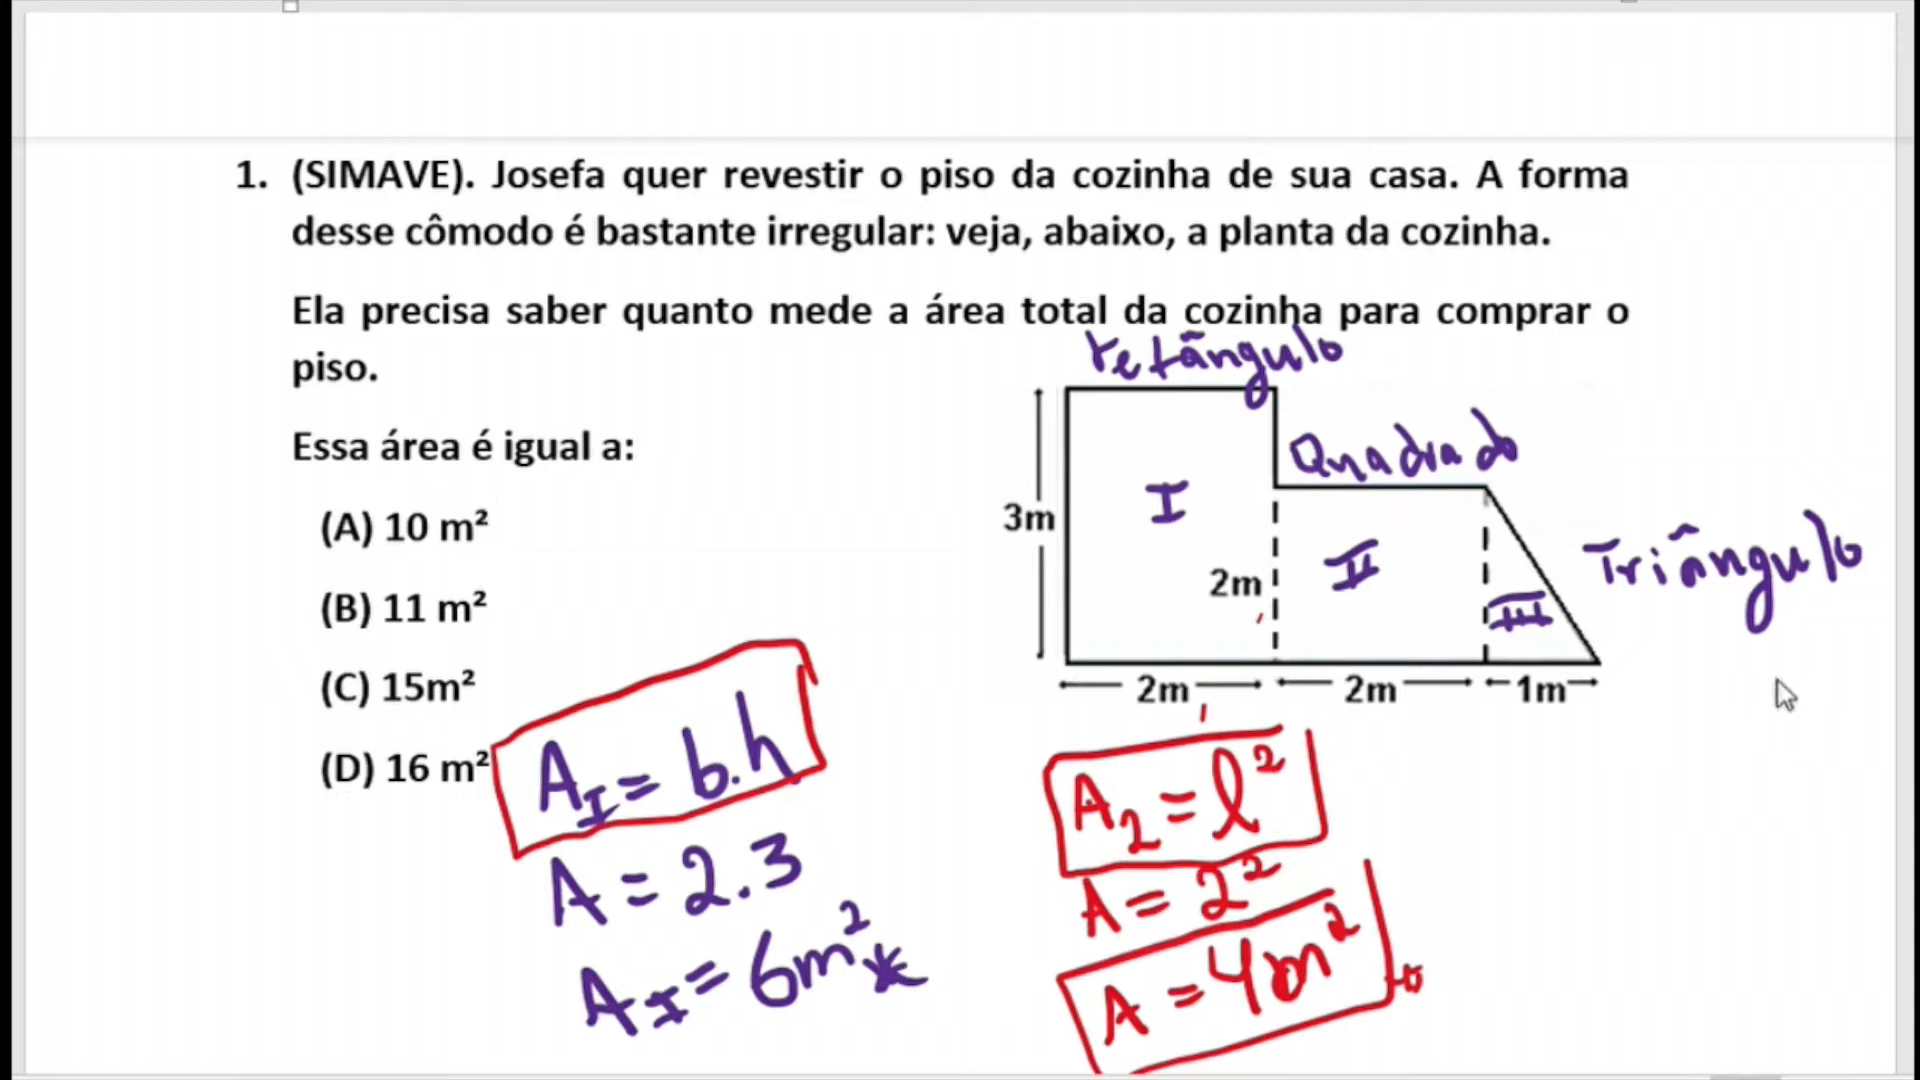 1. (SIMAVE). Josefa quer revestir o piso da cozinha de sua casa. A forma
desse cômodo é bastante irregular: veja, abaixo, a planta da cozinha.
Ela precisa saber quanto mede a área total da cozinha para comprar o
piso.
retângulo
Essa área é igual a:
Quadrado
I
3m
(A) 10 m²
II
Triângulo
2m
III
(B) 11 m²
(C) 15m²
2m
2m
1m
(D) 16 m²
A_I = b.h
A = 2.3
A_I = 6m²
A₂ = l²
A = 2²
A = 4m²